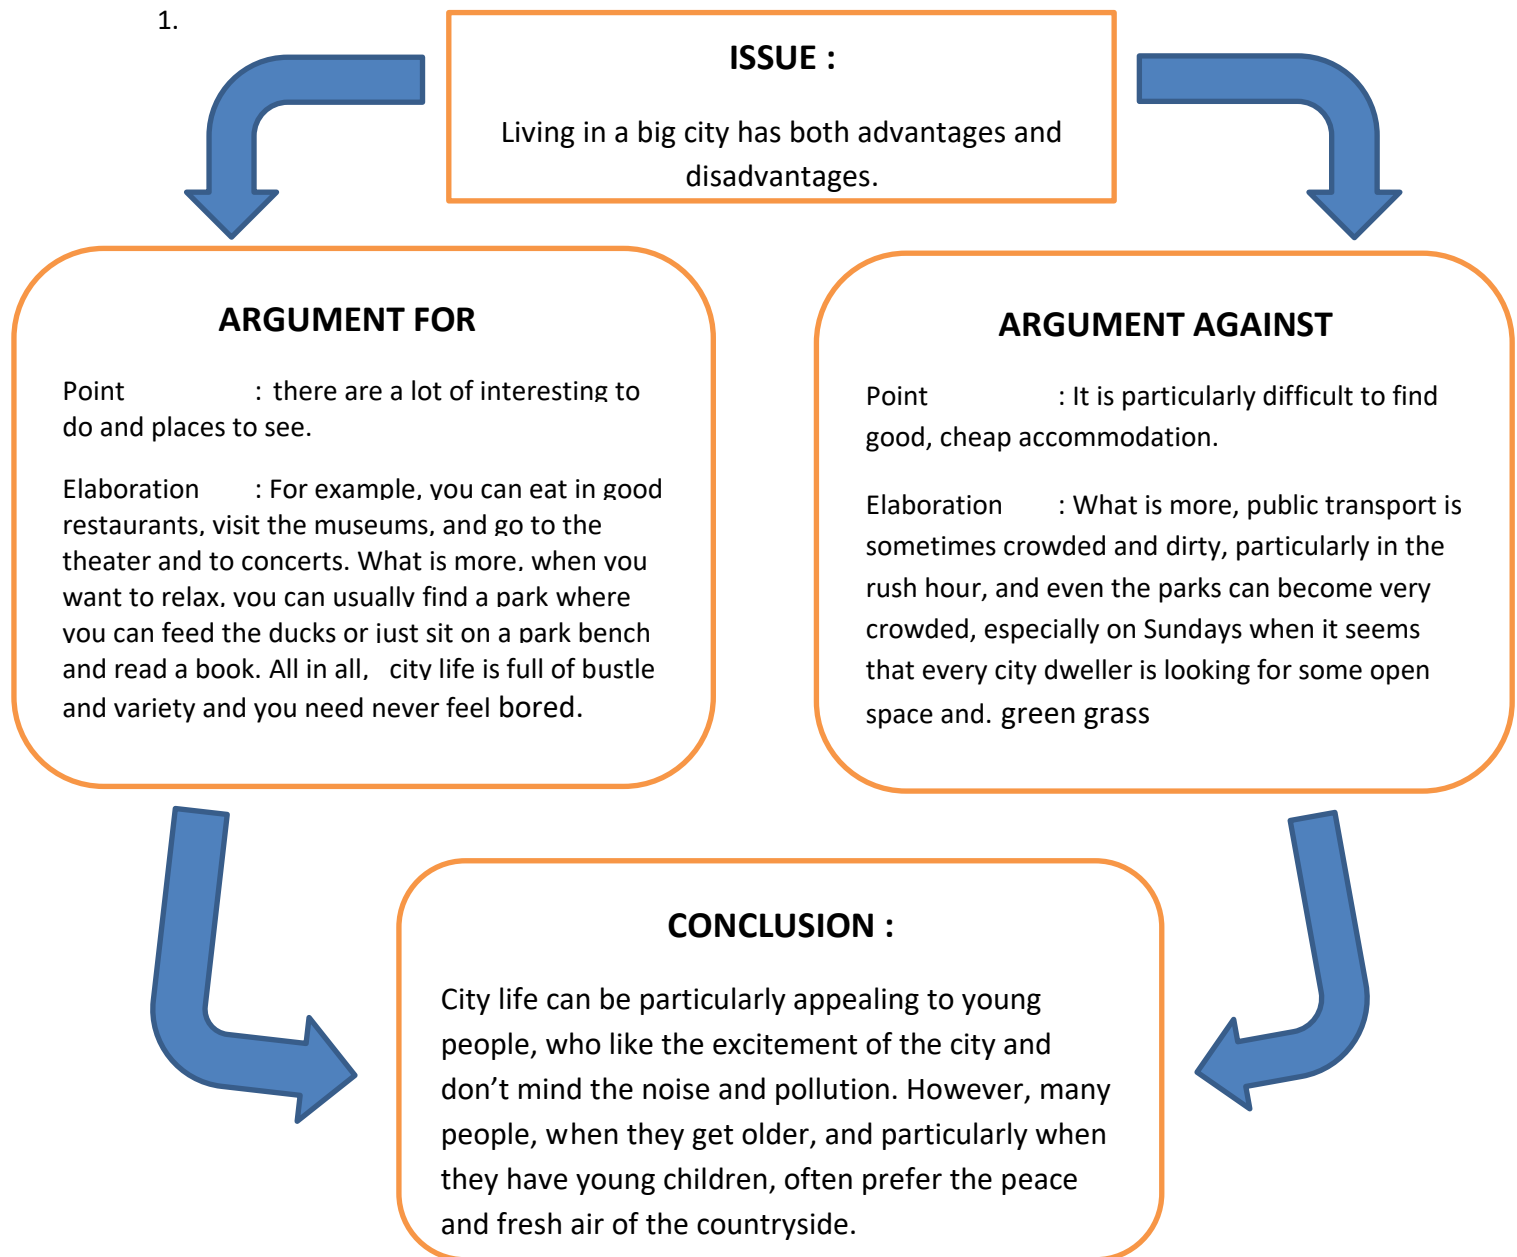 1.
ISSUE :
Living in a big city has both advantages and
disadvantages.
ARGUMENT FOR
Point : there are a lot of interesting to
do and places to see.
Elaboration : For example, you can eat in good
restaurants, visit the museums, and go to the
theater and to concerts. What is more, when you
want to relax, you can usually find a park where
you can feed the ducks or just sit on a park bench
and read a book. All in all, city life is full of bustle
and variety and you need never feel bored.
ARGUMENT AGAINST
Point : It is particularly difficult to find
good, cheap accommodation.
Elaboration : What is more, public transport is
sometimes crowded and dirty, particularly in the
rush hour, and even the parks can become very
crowded, especially on Sundays when it seems
that every city dweller is looking for some open
space and. green grass
CONCLUSION :
City life can be particularly appealing to young
people, who like the excitement of the city and
don’t mind the noise and pollution. However, many
people, when they get older, and particularly when
they have young children, often prefer the peace
and fresh air of the countryside.